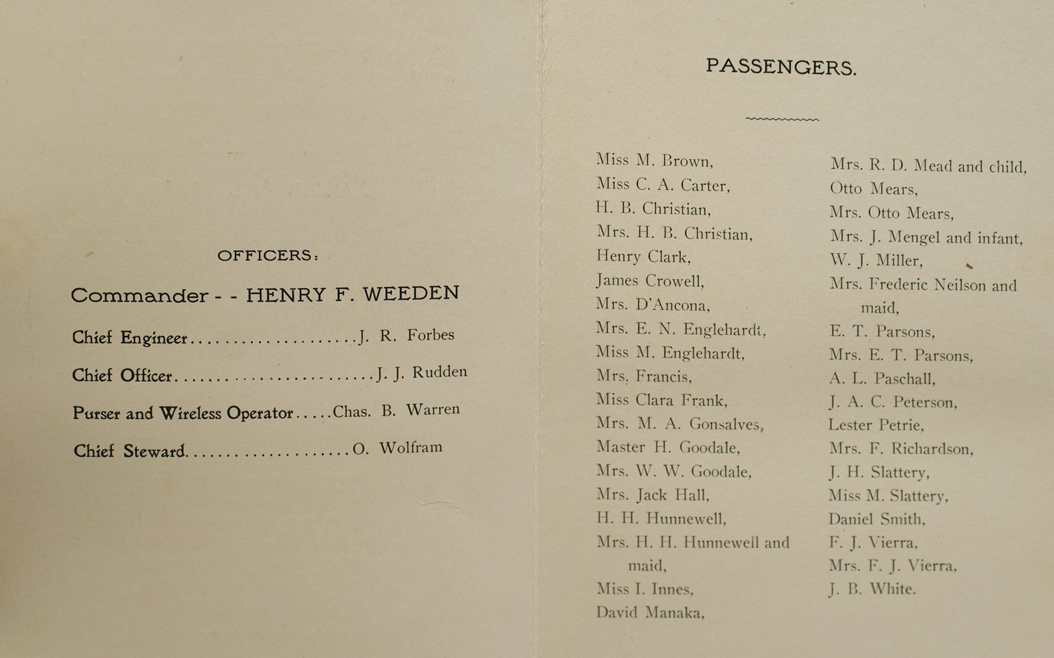 OFFICERS:
Commander - - HENRY F. WEEDEN
Chief Engineer....................J. R. Forbes
Chief Officer........................J. J. Rudden
Purser and Wireless Operator.....Chas. B. Warren
Chief Steward....................O. Wolfram
PASSENGERS.
Miss M. Brown,
Miss C. A. Carter,
H. B. Christian,
Mrs. H. B. Christian,
Henry Clark,
James Crowell,
Mrs. D'Ancona,
Mrs. E. N. Englehardt,
Miss M. Englehardt,
Mrs. Francis,
Miss Clara Frank,
Mrs. M. A. Gonsalves,
Master H. Goodale,
Mrs. W. W. Goodale,
Mrs. Jack Hall,
H. H. Hunnewell,
Mrs. H. H. Hunnewell and
maid,
Miss I. Innes,
David Manaka,
Mrs. R. D. Mead and child,
Otto Mears,
Mrs. Otto Mears,
Mrs. J. Mengel and infant,
W. J. Miller,
Mrs. Frederic Neilson and
maid,
E. T. Parsons,
Mrs. E. T. Parsons,
A. L. Paschall,
J. A. C. Peterson,
Lester Petrie,
Mrs. F. Richardson,
J. H. Slattery,
Miss M. Slattery,
Daniel Smith,
F. J. Vierra,
Mrs. F. J. Vierra,
J. B. White.